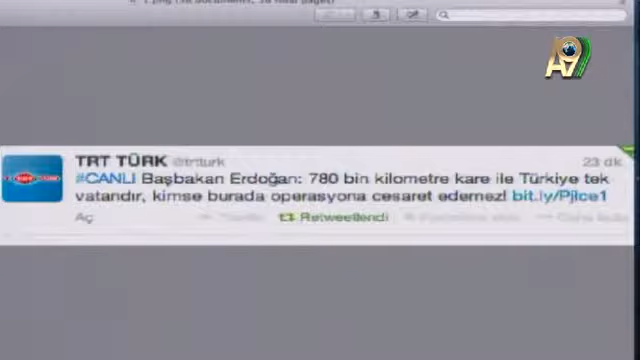 TRT TÜRK @trtturk 23 dk
#CANLI Başbakan Erdoğan: 780 bin kilometre kare ile Türkiye tek
vatandır, kimse burada operasyona cesaret edemez! bit.ly/Pjlce1
Aç Retweetlendi
A9